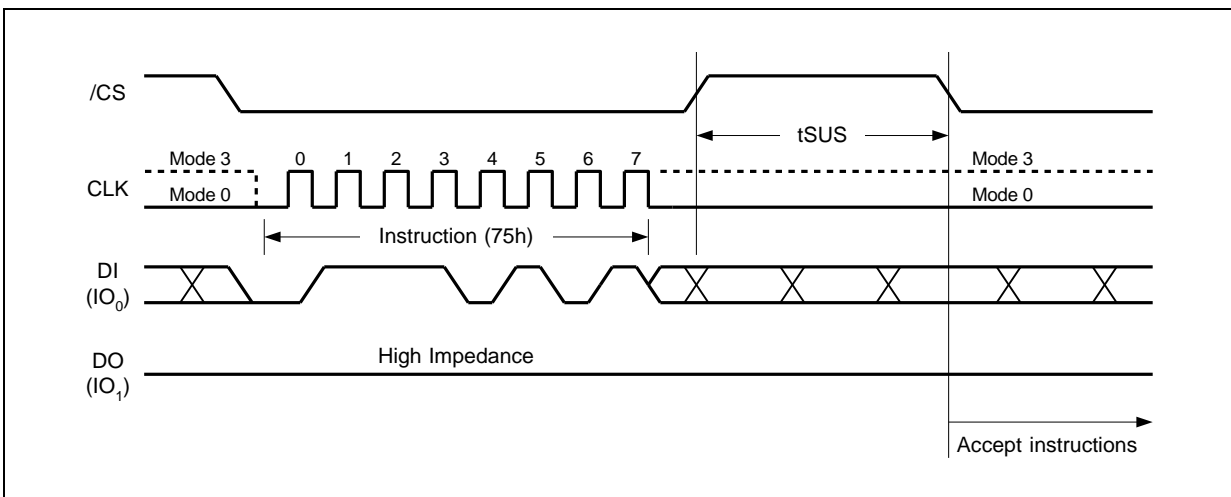 /CS
tSUS
Mode 3 0 1 2 3 4 5 6 7 Mode 3
CLK
Mode 0 Mode 0
Instruction (75h)
DI
(IO0)
High Impedance
DO
(IO1)
Accept instructions